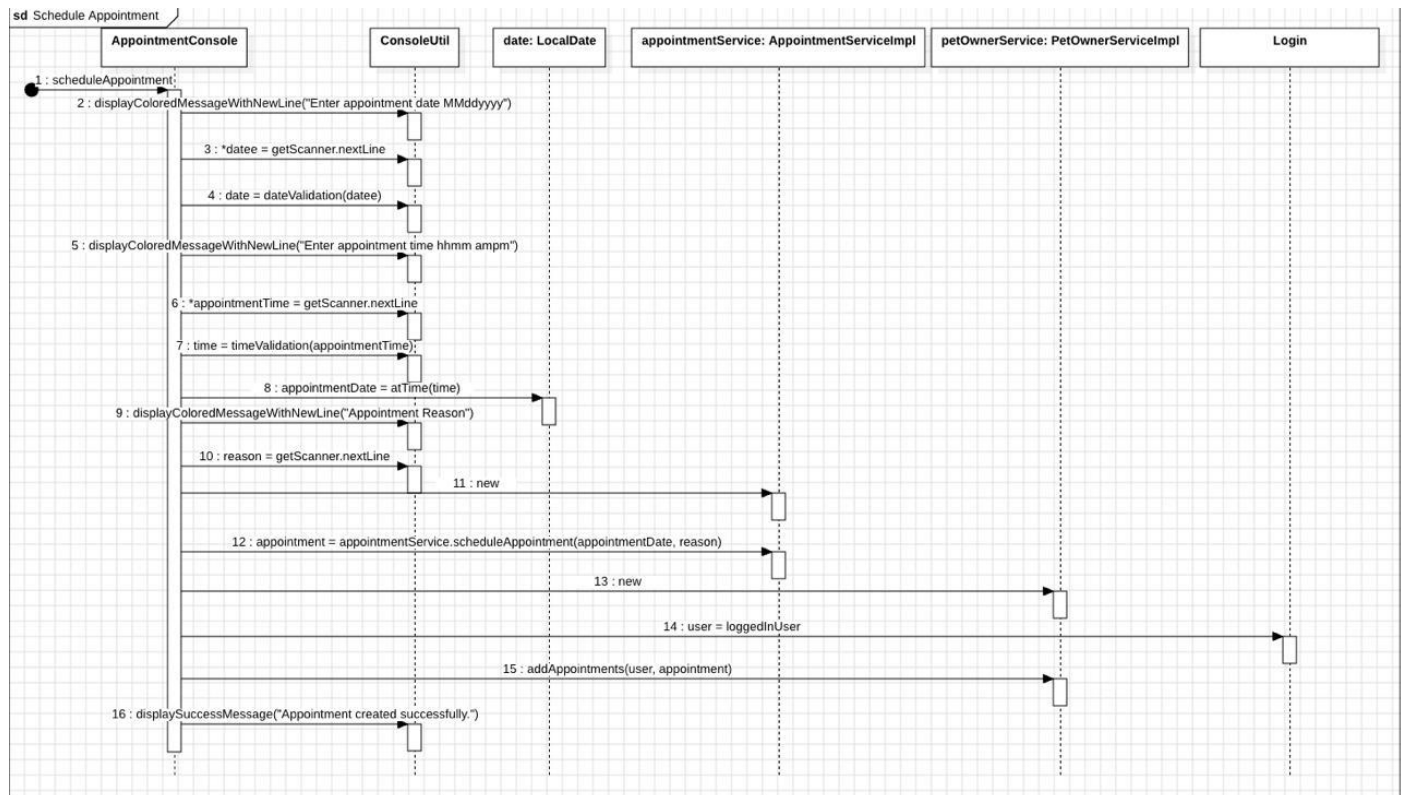 sd Schedule Appointment
AppointmentConsole
ConsoleUtil
date: LocalDate
appointmentService: AppointmentServiceImpl
petOwnerService: PetOwnerServiceImpl
Login
1 : scheduleAppointment
2 : displayColoredMessageWithNewLine("Enter appointment date MMddyyyy")
3 : *datee = getScanner.nextLine
4 : date = dateValidation(datee)
5 : displayColoredMessageWithNewLine("Enter appointment time hhmm ampm")
6 : *appointmentTime = getScanner.nextLine
7 : time = timeValidation(appointmentTime)
8 : appointmentDate = atTime(time)
9 : displayColoredMessageWithNewLine("Appointment Reason")
10 : reason = getScanner.nextLine
11 : new
12 : appointment = appointmentService.scheduleAppointment(appointmentDate, reason)
13 : new
14 : user = loggedInUser
15 : addAppointments(user, appointment)
16 : displaySuccessMessage("Appointment created successfully.")